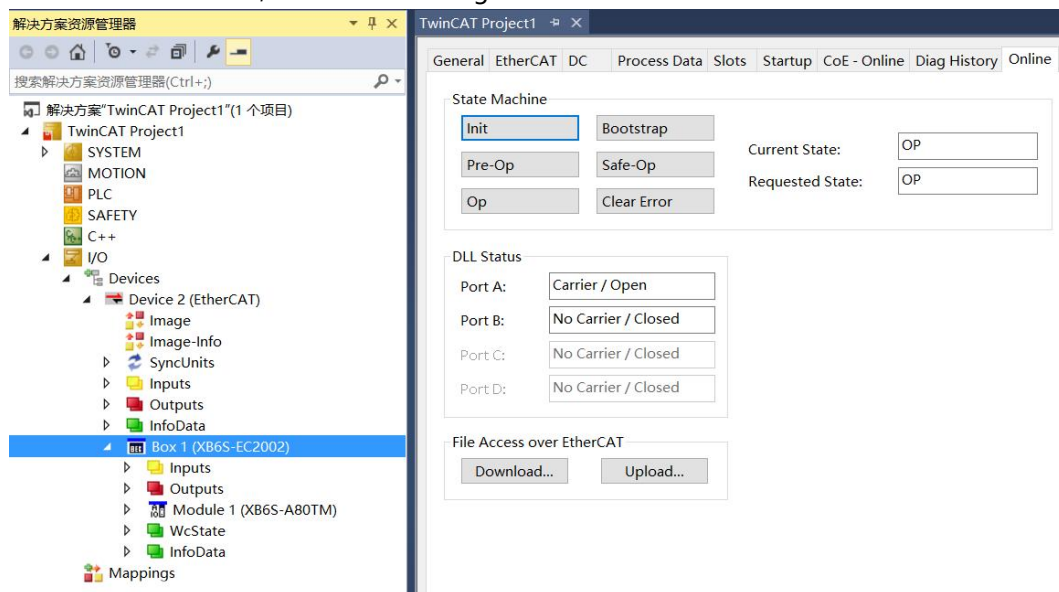 解决方案资源管理器
搜索解决方案资源管理器(Ctrl+;)
解决方案"TwinCAT Project1"(1 个项目)
TwinCAT Project1
SYSTEM
MOTION
PLC
SAFETY
C++
I/O
Devices
Device 2 (EtherCAT)
Image
Image-Info
SyncUnits
Inputs
Outputs
InfoData
Box 1 (XB6S-EC2002)
Inputs
Outputs
Module 1 (XB6S-A80TM)
WcState
InfoData
Mappings
TwinCAT Project1
General EtherCAT DC Process Data Slots Startup CoE - Online Diag History Online
State Machine
Init Bootstrap
Pre-Op Safe-Op
Op Clear Error
Current State: OP
Requested State: OP
DLL Status
Port A: Carrier / Open
Port B: No Carrier / Closed
Port C: No Carrier / Closed
Port D: No Carrier / Closed
File Access over EtherCAT
Download... Upload...